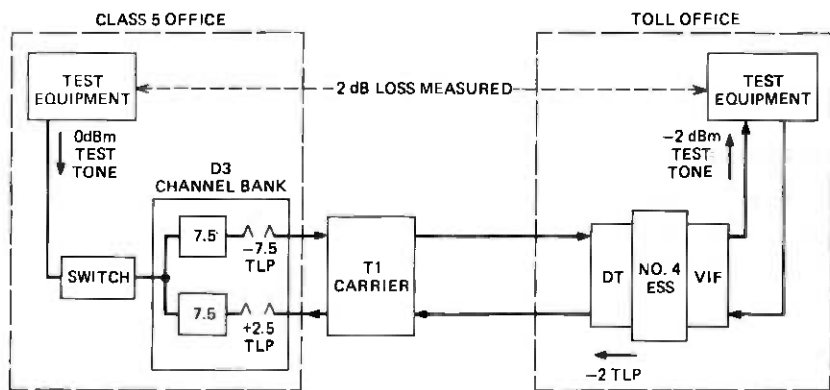 CLASS 5 OFFICE
TOLL OFFICE
TEST
EQUIPMENT
2 dB LOSS MEASURED
TEST
EQUIPMENT
0dBm
TEST
TONE
-2 dBm
TEST
TONE
D3
CHANNEL BANK
7.5
-7.5
TLP
SWITCH
7.5
+2.5
TLP
T1
CARRIER
DT
NO. 4
ESS
VIF
-2 TLP